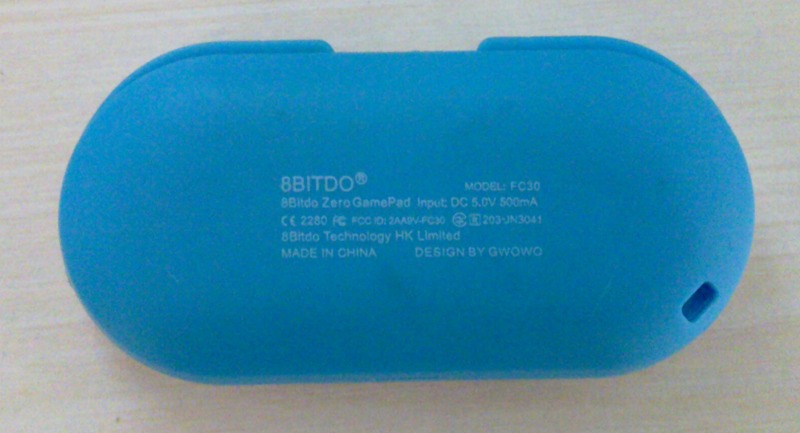 8BITDO® MODEL: FC30
8Bitdo Zero GamePad Input: DC 5.0V 500mA
CE 2280 FC FCC ID: 2AA9V-FC30 203-JN3041
8Bitdo Technology HK Limited
MADE IN CHINA DESIGN BY GWOWO